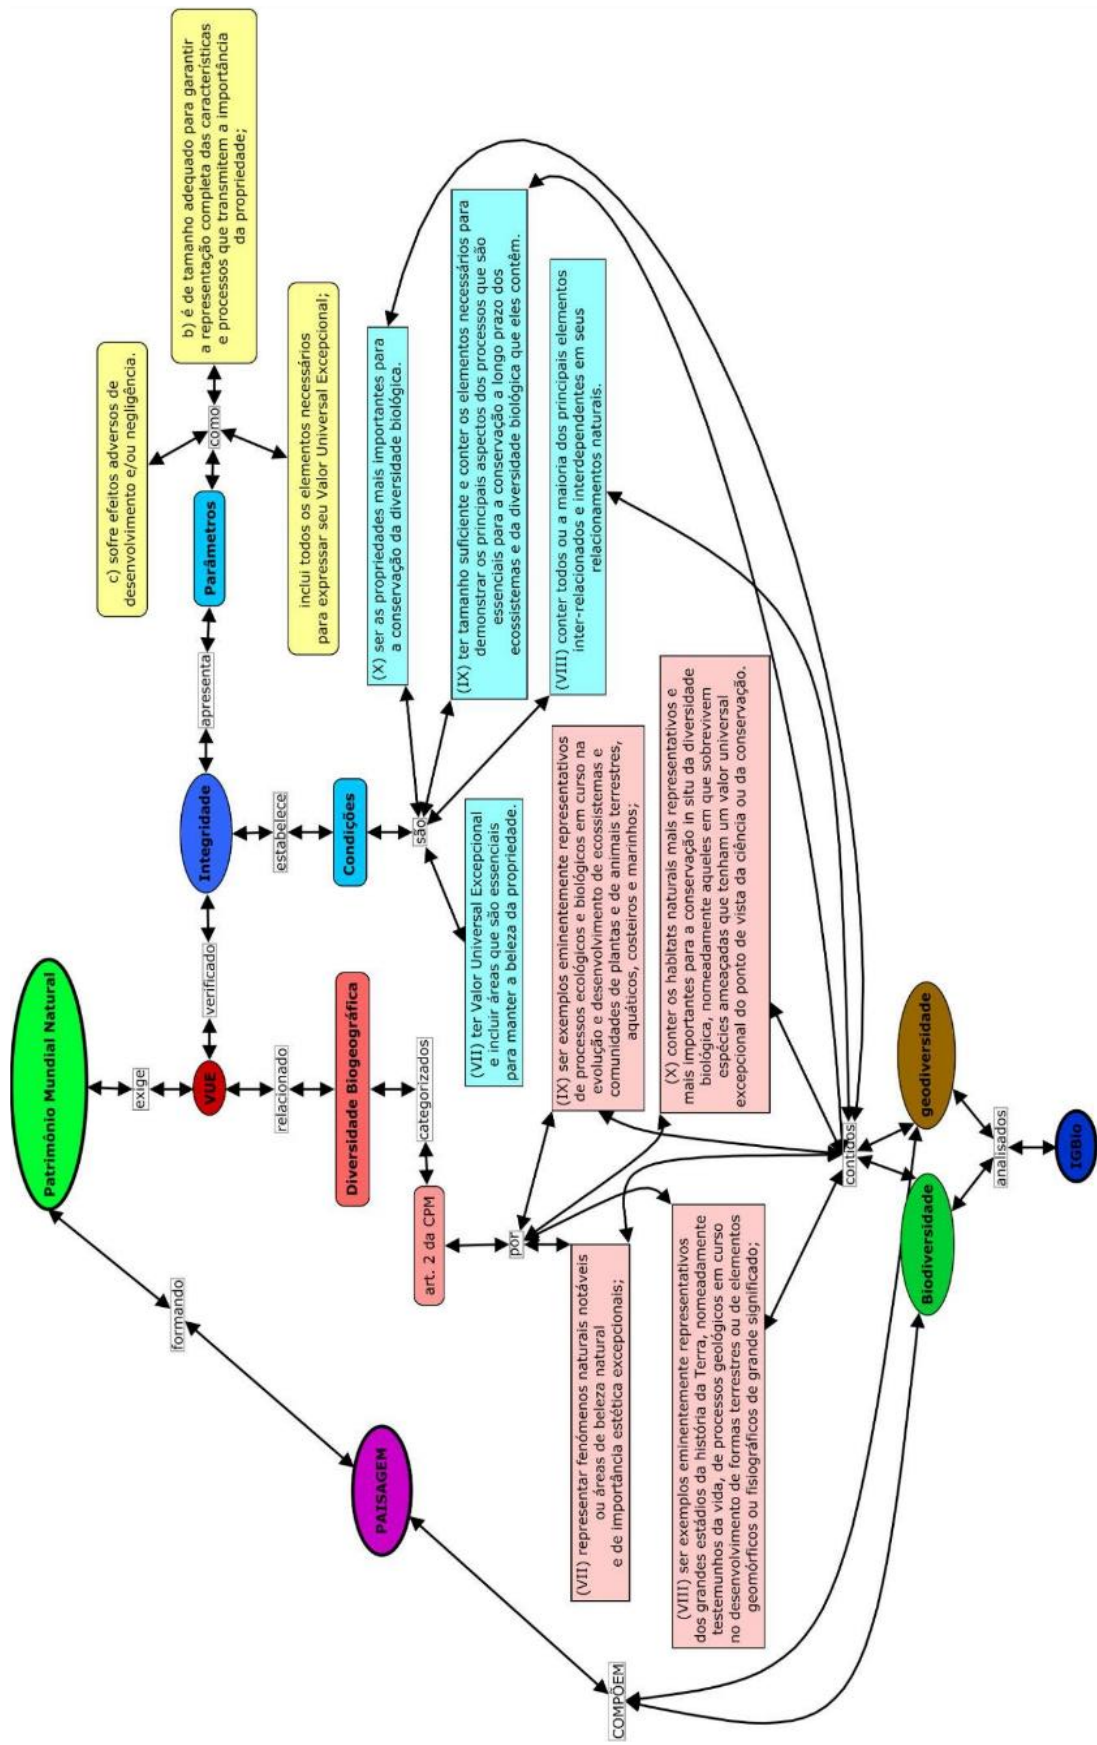 Patrimônio Mundial Natural
exige
VUE
verificado
Integridade
apresenta
Parâmetros
como
c) sofre efeitos adversos de
desenvolvimento e/ou negligência.
b) é de tamanho adequado para garantir
a representação completa das características
e processos que transmitem a importância
da propriedade;
inclui todos os elementos necessários
para expressar seu Valor Universal Excepcional;
formando
PAISAGEM
COMPÕEM
relacionado
Diversidade Biogeográfica
categorizados
art. 2 da CPM
por
estabelece
Condições
são
(X) ser as propriedades mais importantes para
a conservação da diversidade biológica.
(IX) ter tamanho suficiente e conter os elementos necessários para
demonstrar os principais aspectos dos processos que são
essenciais para a conservação a longo prazo dos
ecossistemas e da diversidade biológica que eles contêm.
(VIII) conter todos ou a maioria dos principais elementos
inter-relacionados e interdependentes em seus
relacionamentos naturais.
(VII) ter Valor Universal Excepcional
e incluir áreas que são essenciais
para manter a beleza da propriedade.
(VII) representar fenómenos naturais notáveis
ou áreas de beleza natural
e de importância estética excepcionais;
(IX) ser exemplos eminentemente representativos
de processos ecológicos e biológicos em curso na
evolução e desenvolvimento de ecossistemas e
comunidades de plantas e de animais terrestres,
aquáticos, costeiros e marinhos;
(VIII) ser exemplos eminentemente representativos
dos grandes estádios da história da Terra, nomeadamente
testemunhos da vida, de processos geológicos em curso
no desenvolvimento de formas terrestres ou de elementos
geomórficos ou fisiográficos de grande significado;
(X) conter os habitats naturais mais representativos e
mais importantes para a conservação in situ da diversidade
biológica, nomeadamente aqueles em que sobrevivem
espécies ameaçadas que tenham um valor universal
excepcional do ponto de vista da ciência ou da conservação.
contidos
Biodiversidade
geodiversidade
analisados
IGBio